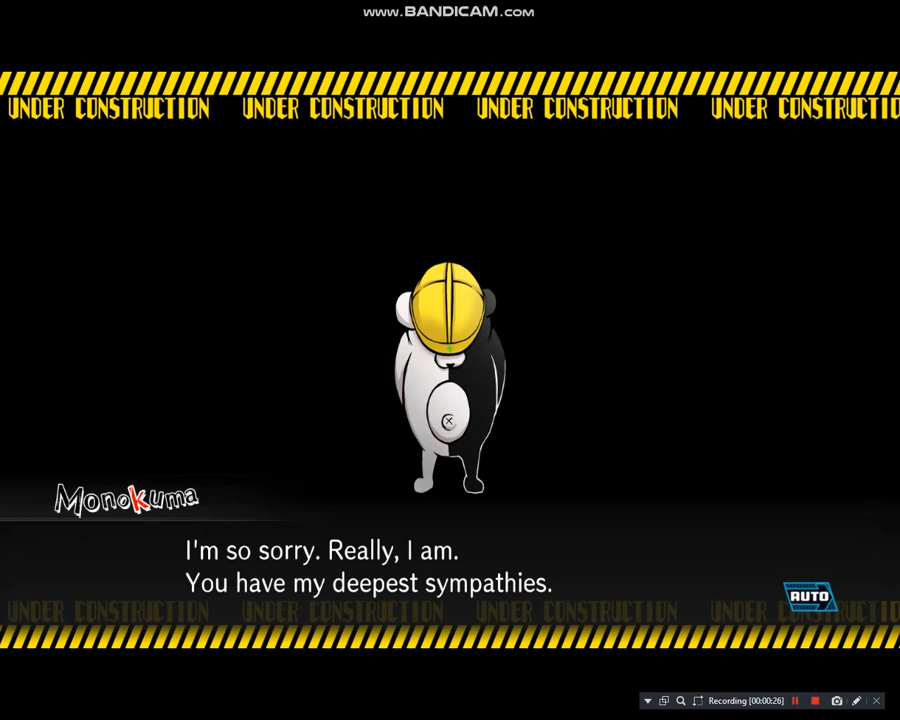 www.BANDICAM.com
UNDER CONSTRUCTION UNDER CONSTRUCTION UNDER CONSTRUCTION UNDER CONSTRUCTIO
Monokuma
I'm so sorry. Really, I am.
You have my deepest sympathies.
AUTO
UNDER CONSTRUCTION UNDER CONSTRUCTION UNDER CONSTRUCTION UNDER CONSTRUCTIO
Recording [00:00:26]